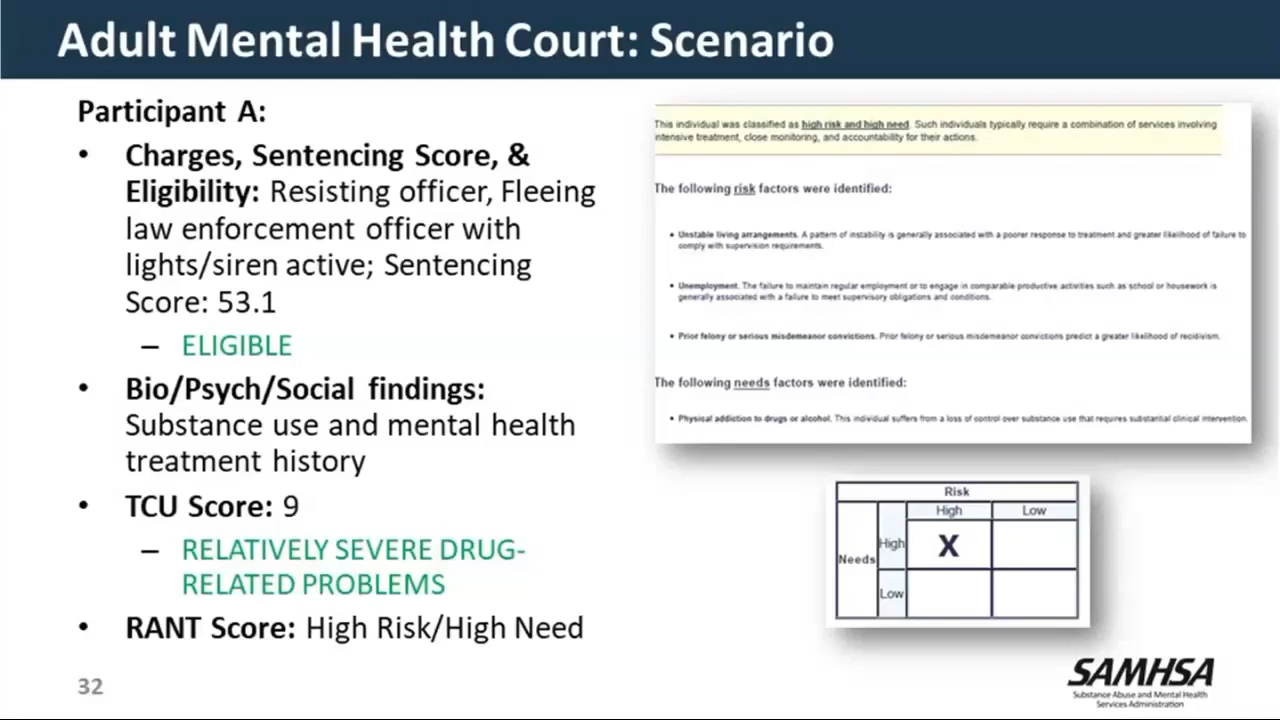 Adult Mental Health Court: Scenario
Participant A:
• Charges, Sentencing Score, &
Eligibility: Resisting officer, Fleeing
law enforcement officer with
lights/siren active; Sentencing
Score: 53.1
– ELIGIBLE
• Bio/Psych/Social findings:
Substance use and mental health
treatment history
• TCU Score: 9
– RELATIVELY SEVERE DRUG-
RELATED PROBLEMS
• RANT Score: High Risk/High Need
This individual was classified as high risk and high need. Such individuals typically require a combination of services involving
intensive treatment, close monitoring, and accountability for their actions.
The following risk factors were identified:
• Unstable living arrangements. A pattern of instability is generally associated with a poorer response to treatment and greater likelihood of failure to
comply with supervision requirements.
• Unemployment. The failure to maintain regular employment or to engage in comparable productive activities such as school or housework is
generally associated with a failure to meet supervisory obligations and conditions.
• Prior felony or serious misdemeanor convictions. Prior felony or serious misdemeanor convictions predict a greater likelihood of recidivism.
The following needs factors were identified:
• Physical addiction to drugs or alcohol. This individual suffers from a loss of control over substance use that requires substantial clinical intervention.
Risk
High Low
Needs High X
Low
32
SAMHSA
Substance Abuse and Mental Health
Services Administration